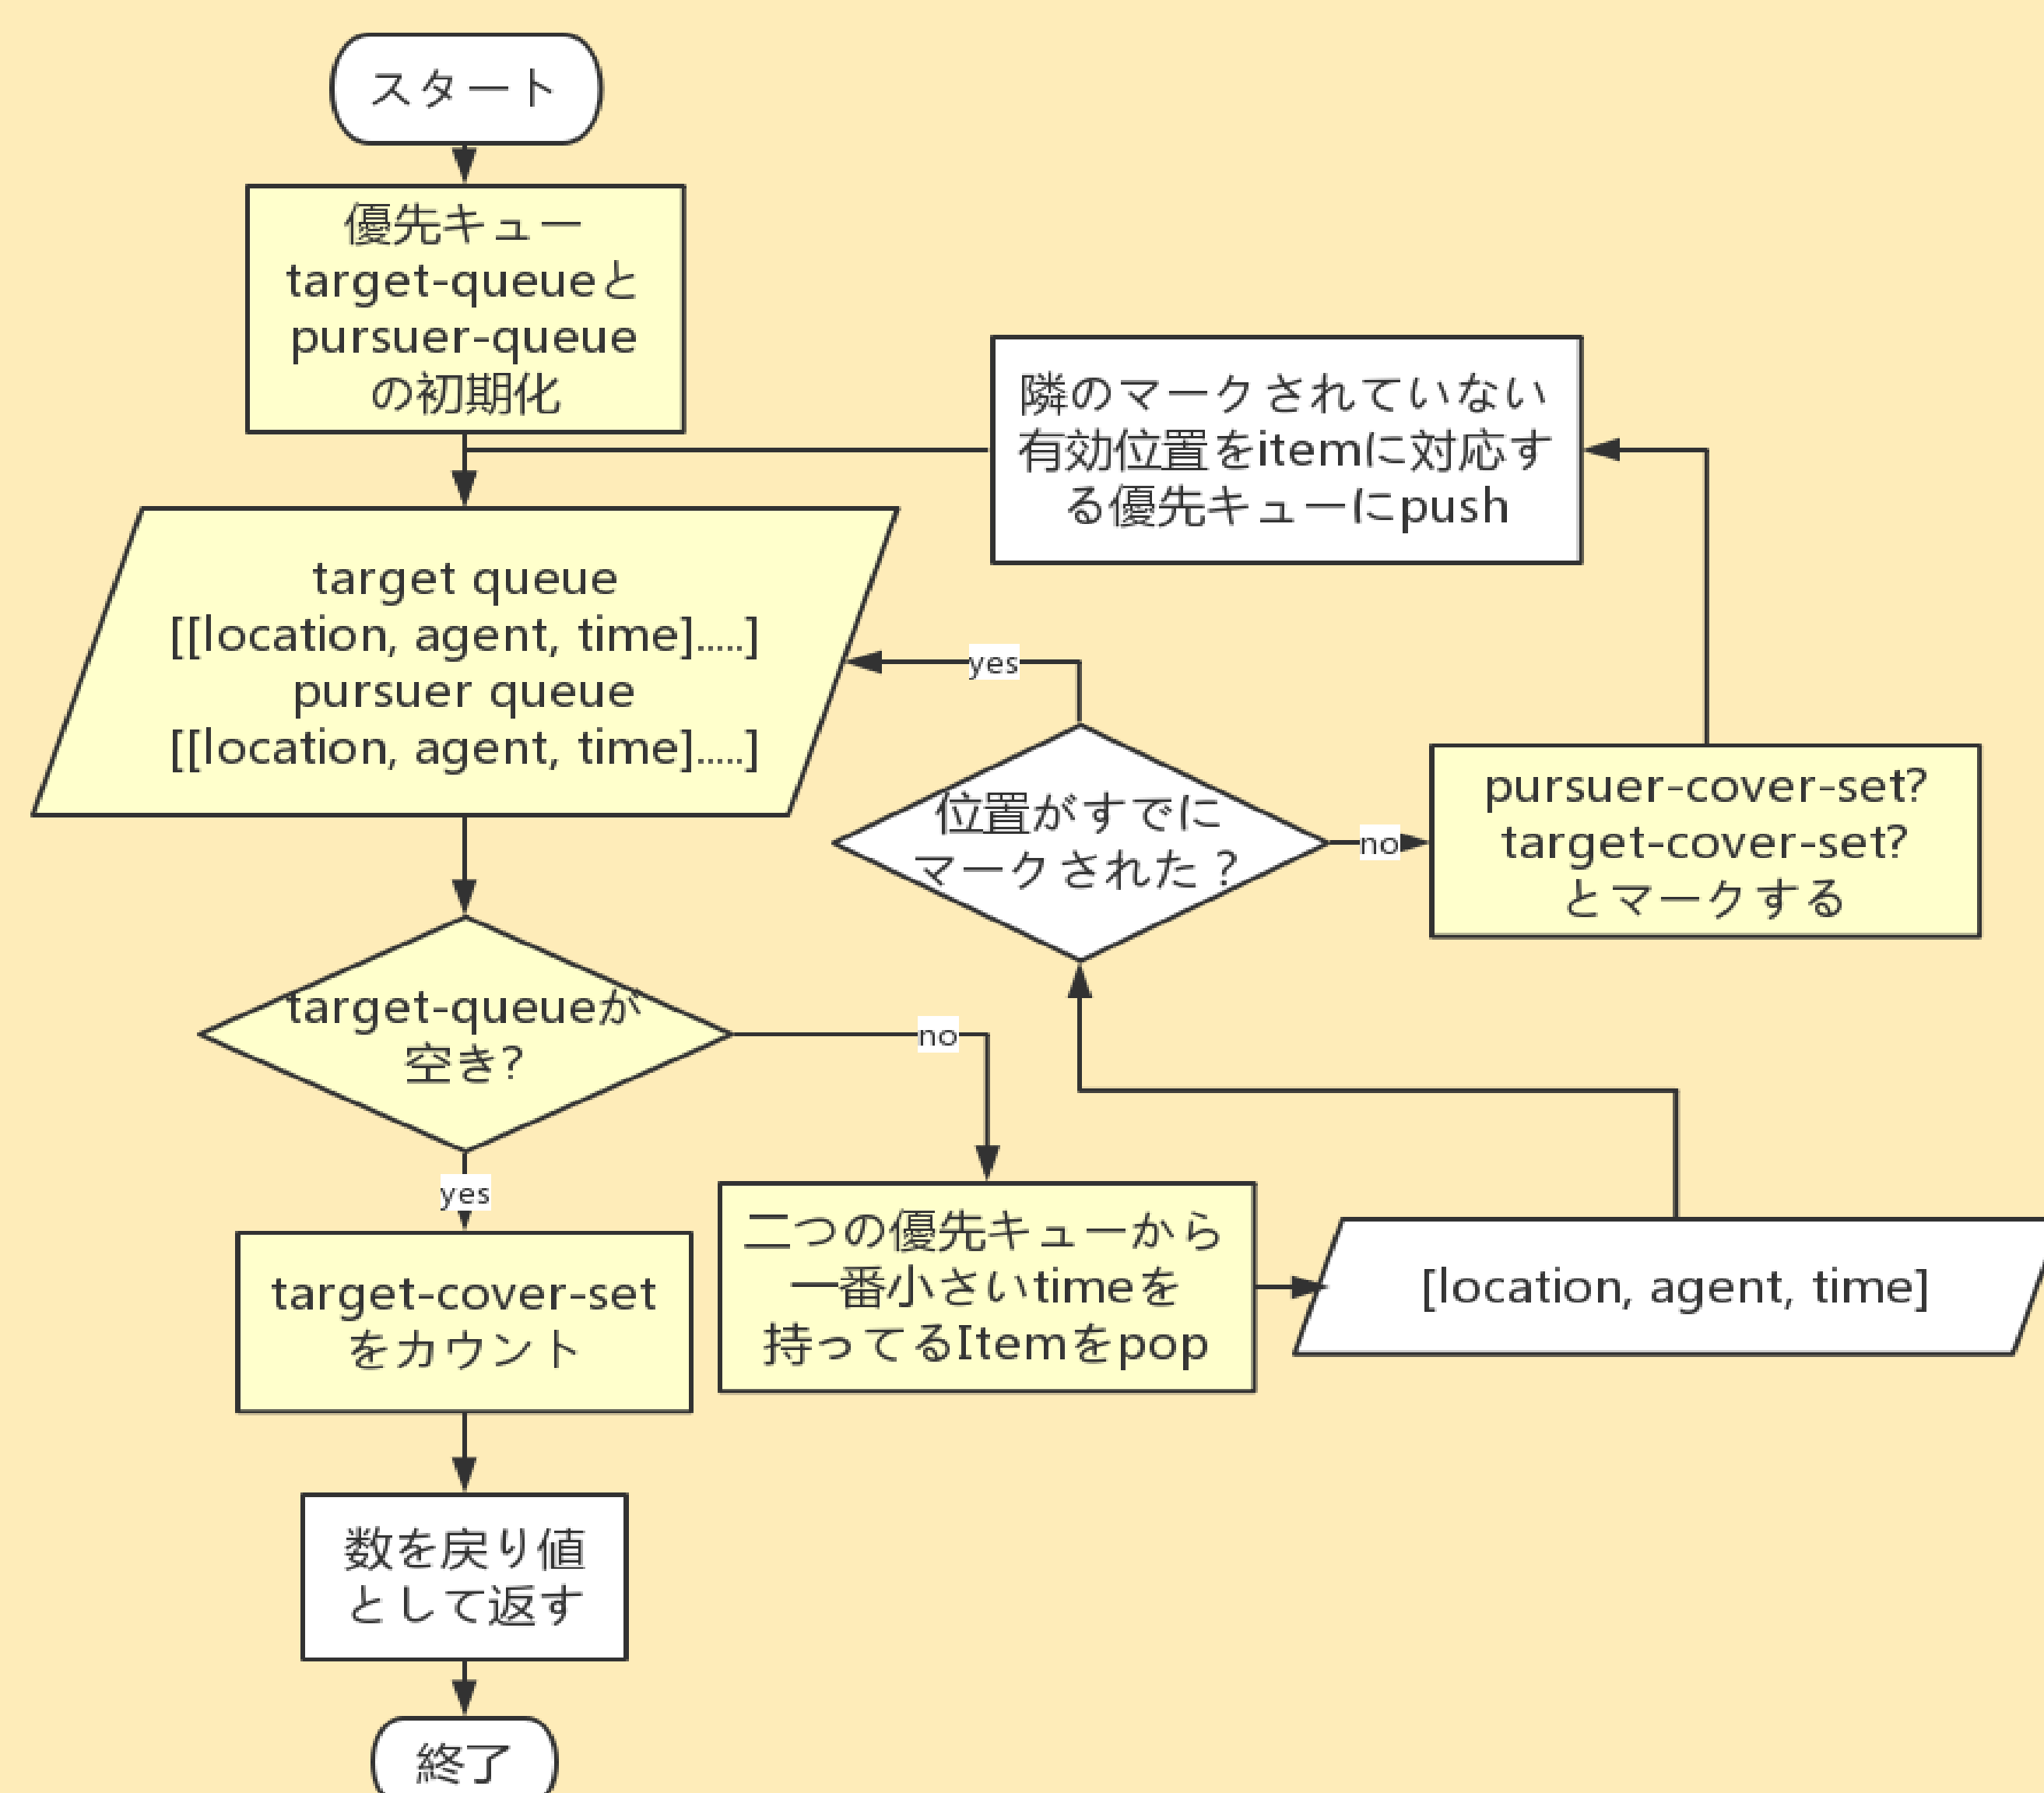 スタート
優先キュー
target-queueと
pursuer-queue
の初期化
隣のマークされていない
有効位置をitemに対応す
る優先キューにpush
target queue
[[location, agent, time].....]
pursuer queue
[[location, agent, time].....]
yes
位置がすでに
マークされた？
no
pursuer-cover-set?
target-cover-set?
とマークする
target-queueが
空き?
no
yes
二つの優先キューから
一番小さいtimeを
持ってるItemをpop
[location, agent, time]
target-cover-set
をカウント
数を戻り値
として返す
終了